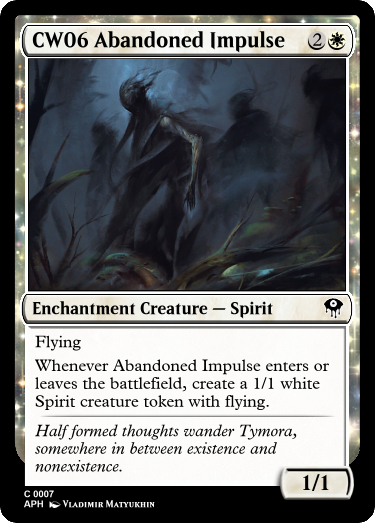 CW06 Abandoned Impulse 2
Enchantment Creature — Spirit
Flying
Whenever Abandoned Impulse enters or
leaves the battlefield, create a 1/1 white
Spirit creature token with flying.
Half formed thoughts wander Tymora,
somewhere in between existence and
nonexistence.
1/1
C 0007
APH Vladimir Matyukhin